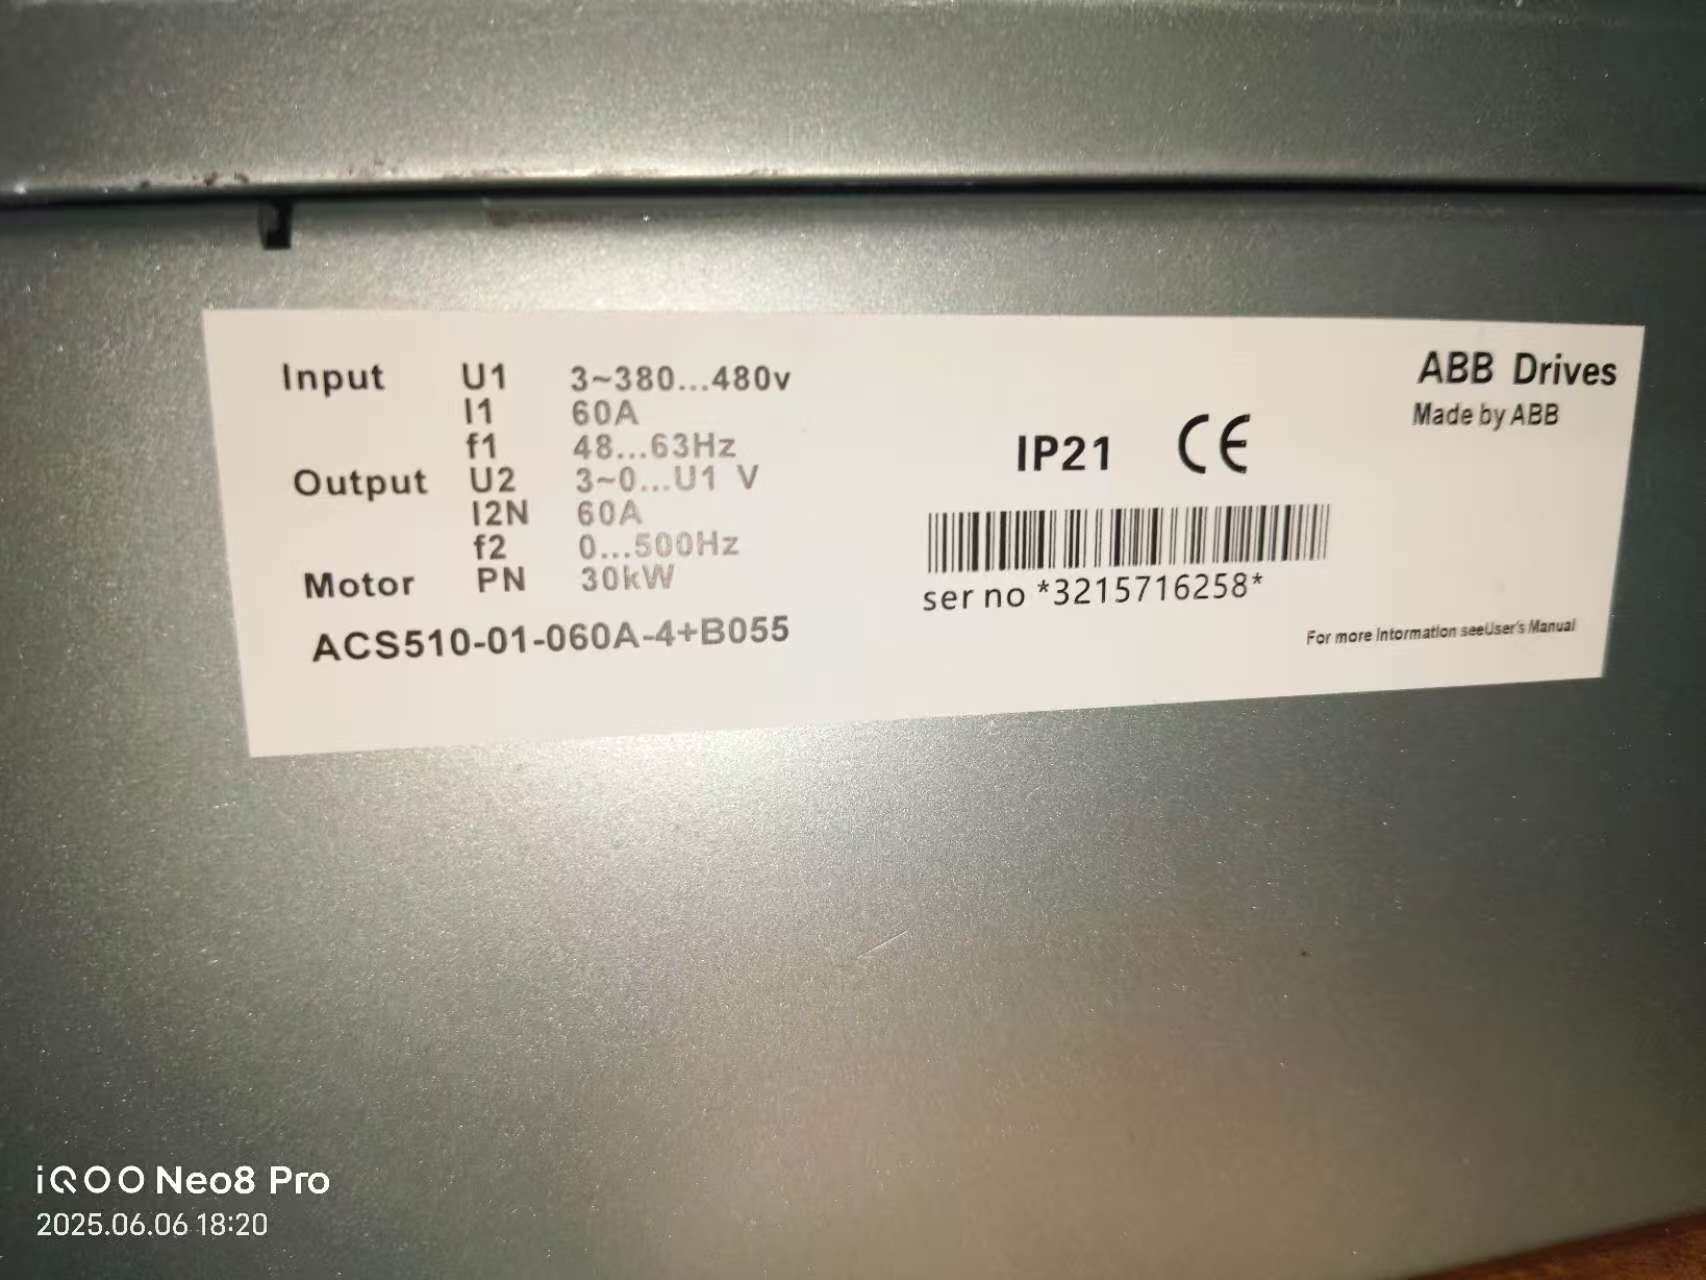 Input U1 3~380...480v
I1 60A
f1 48...63Hz
Output U2 3~0...U1 V
I2N 60A
f2 0...500Hz
Motor PN 30kW
ACS510-01-060A-4+B055
IP21 CE
ser no *3215716258*
ABB Drives
Made by ABB
For more Intormation seeUser's Manual
iQOO Neo8 Pro
2025.06.06 18:20